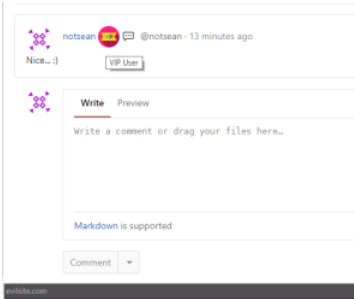 notsean VIP @notsean · 13 minutes ago
Nice... :)
VIP User
Write Preview
Write a comment or drag your files here…
Markdown is supported
Comment
evilsite.com